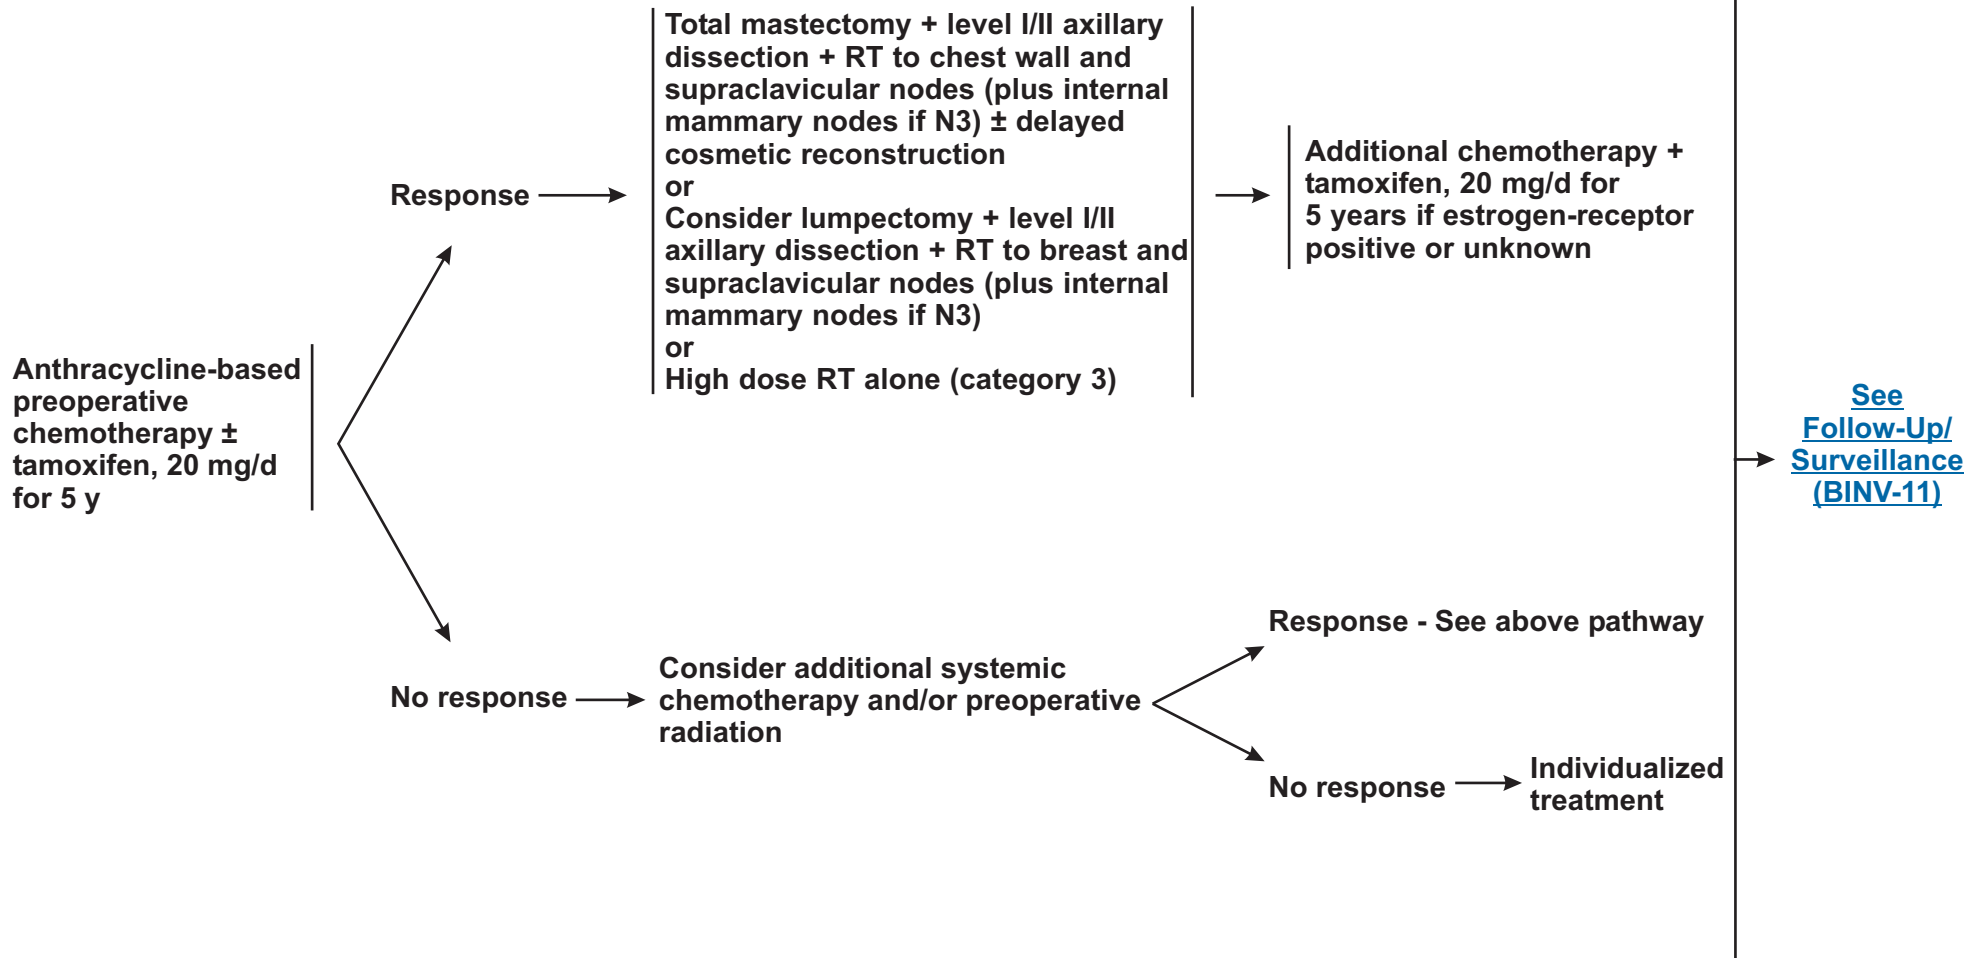 Total mastectomy + level I/II axillary
dissection + RT to chest wall and
supraclavicular nodes (plus internal
mammary nodes if N3) ± delayed
cosmetic reconstruction
or
Consider lumpectomy + level I/II
axillary dissection + RT to breast and
supraclavicular nodes (plus internal
mammary nodes if N3)
or
High dose RT alone (category 3)
Response
Additional chemotherapy +
tamoxifen, 20 mg/d for
5 years if estrogen-receptor
positive or unknown
Anthracycline-based
preoperative
chemotherapy ±
tamoxifen, 20 mg/d
for 5 y
See
Follow-Up/
Surveillance
(BINV-11)
No response
Consider additional systemic
chemotherapy and/or preoperative
radiation
Response - See above pathway
No response
Individualized
treatment